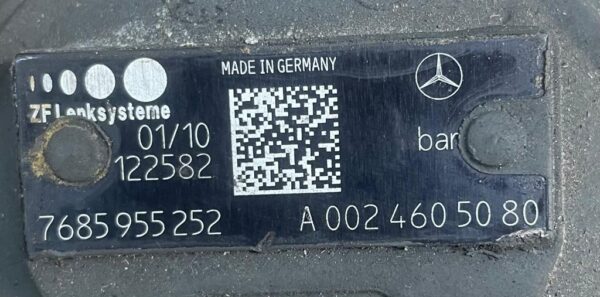 MADE IN GERMANY
ZF Lenksysteme
01/10
122582
bar
7685 955 252
A 002 460 50 80